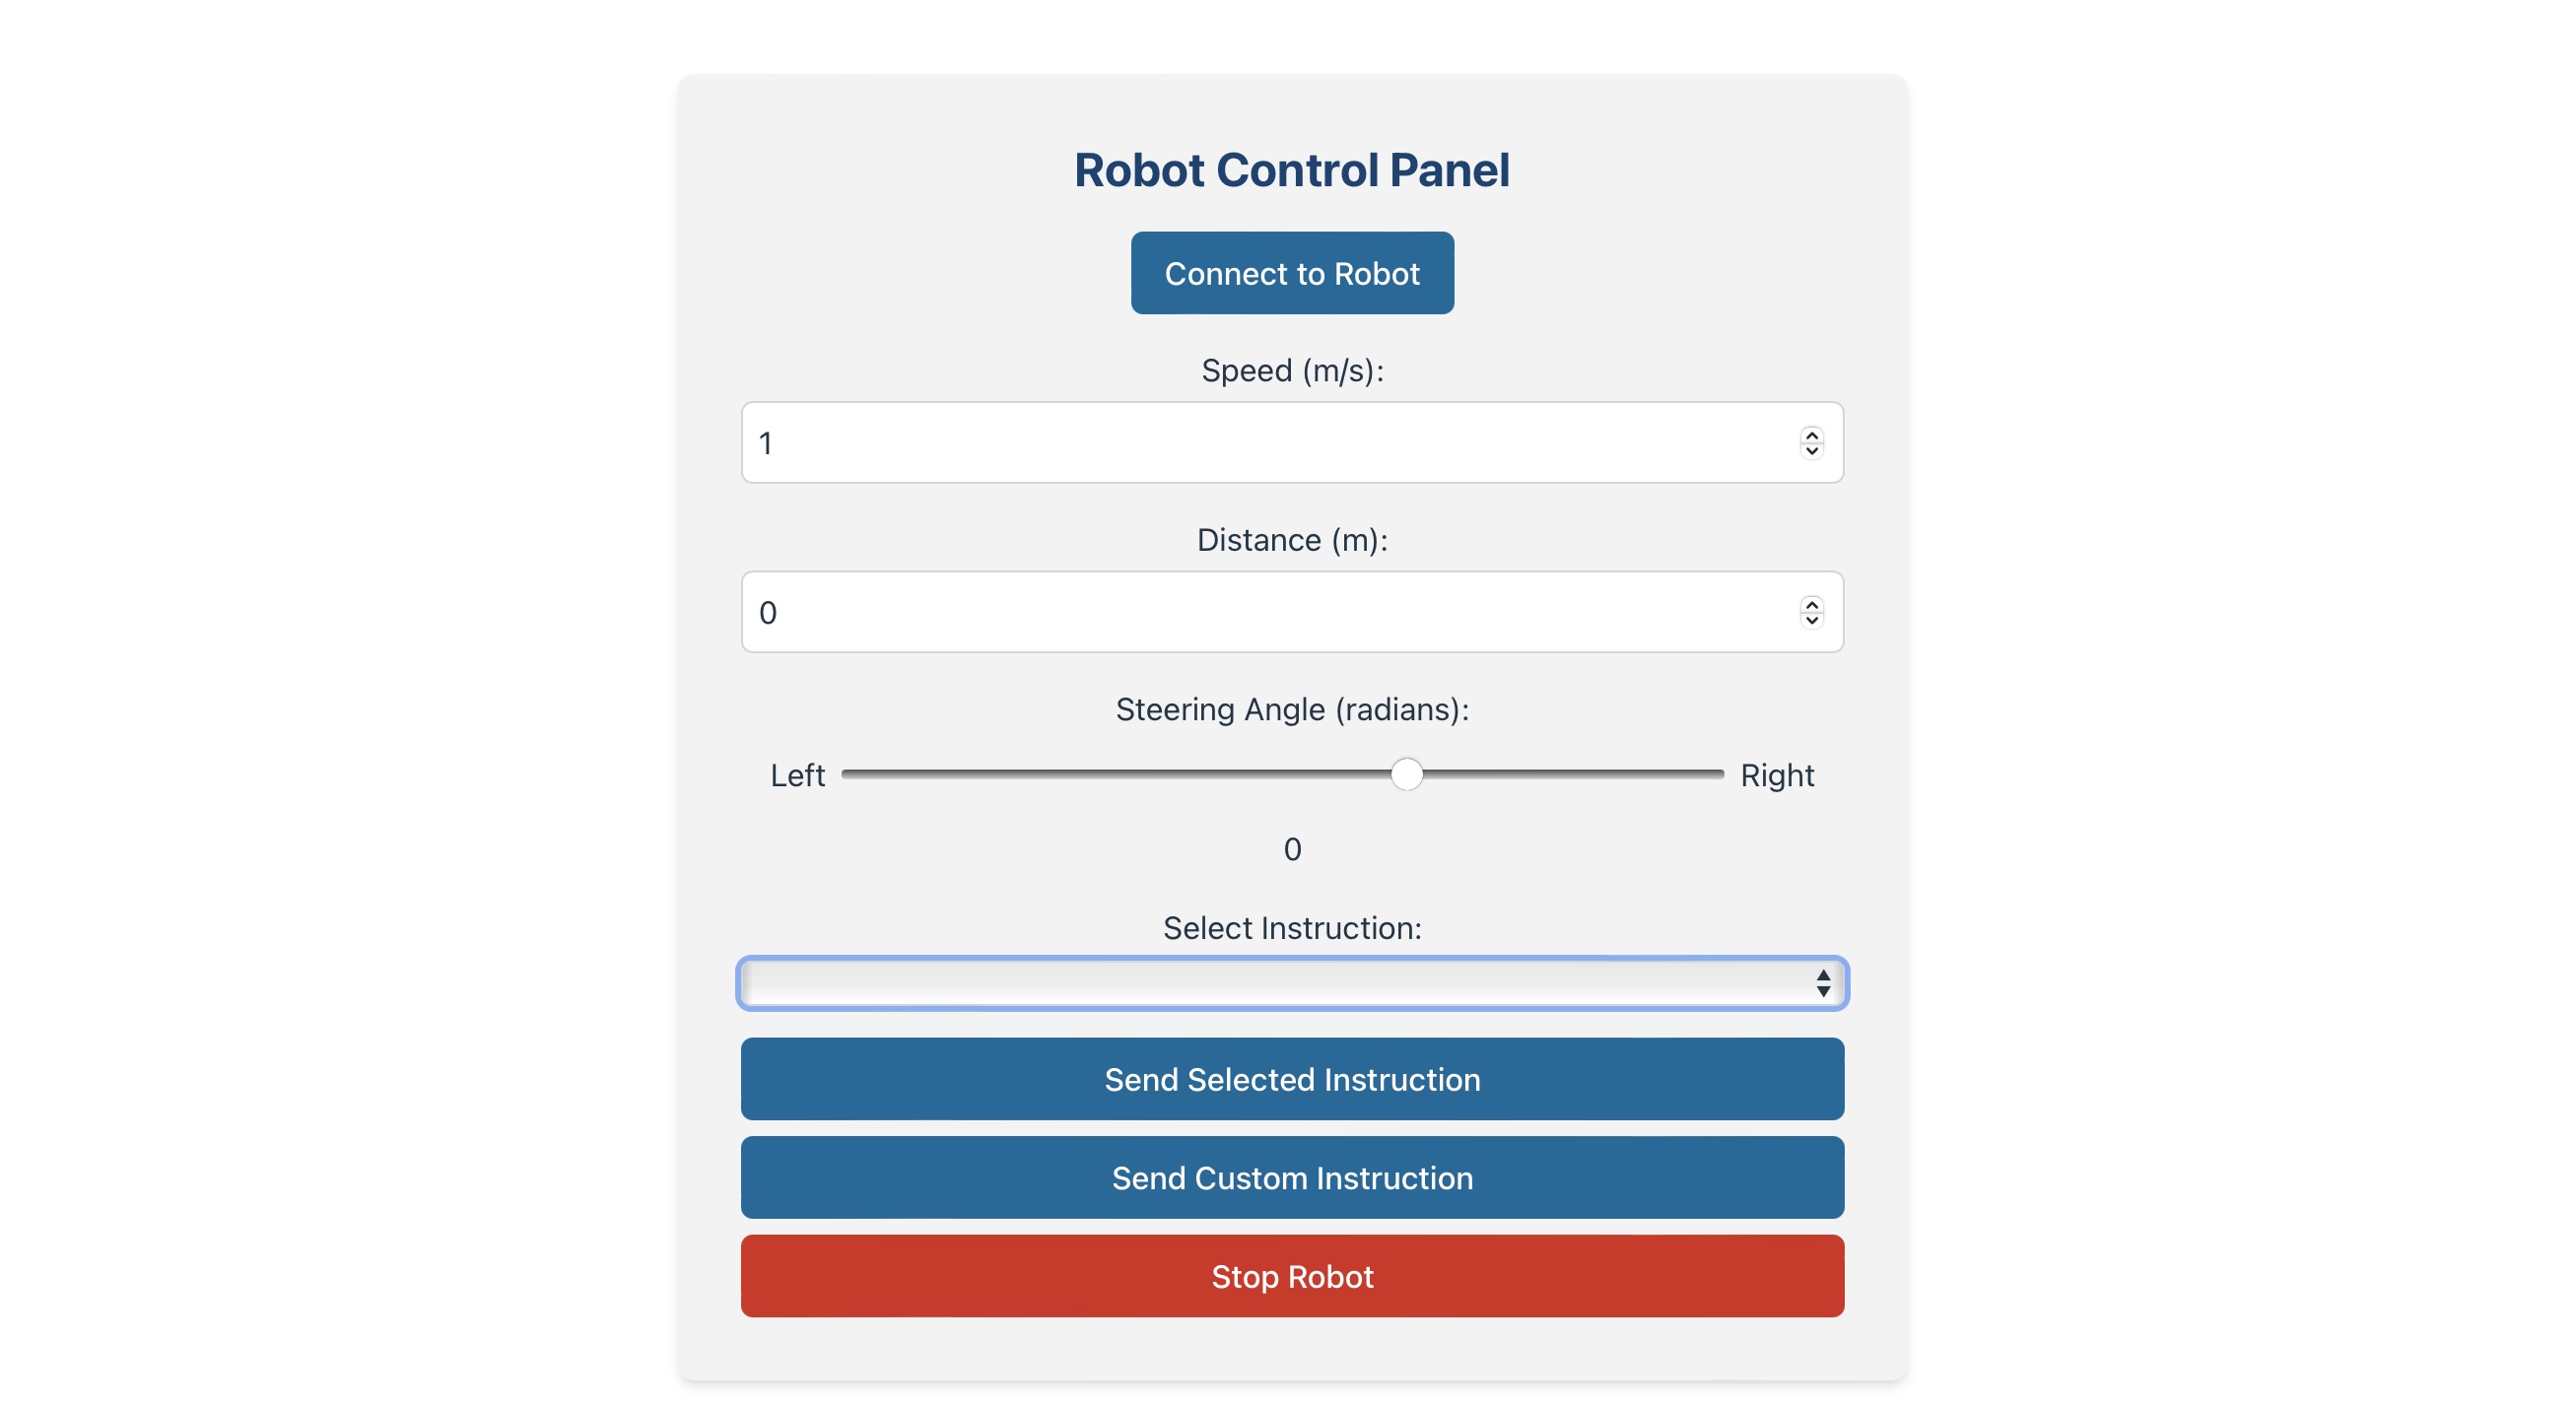 Robot Control Panel
Connect to Robot
Speed (m/s):
1
Distance (m):
0
Steering Angle (radians):
Left Right
0
Select Instruction:
Send Selected Instruction
Send Custom Instruction
Stop Robot